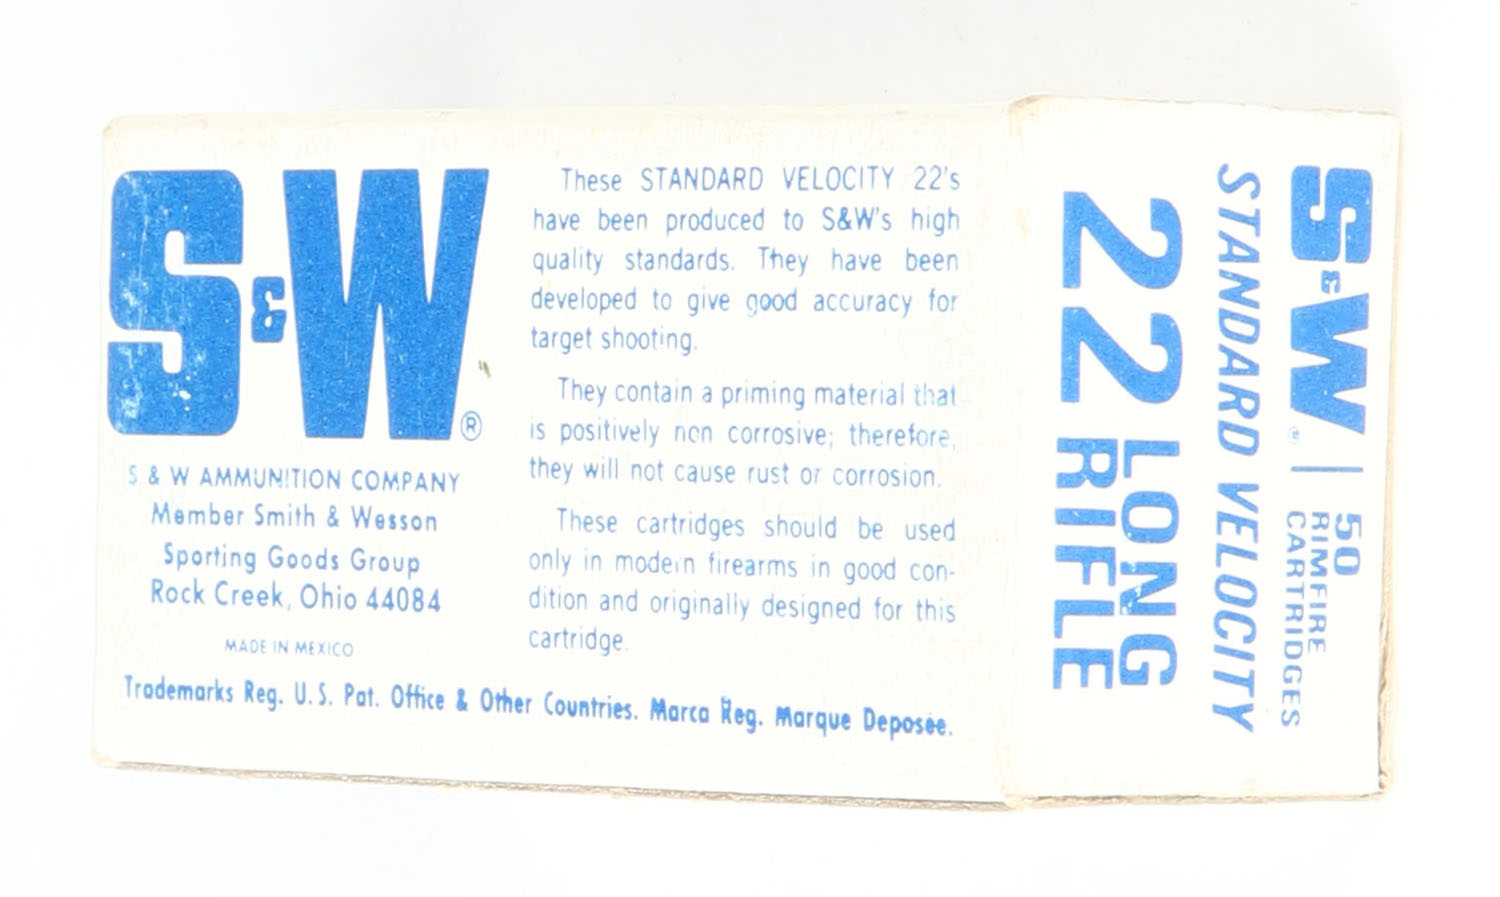 S&W®
S & W AMMUNITION COMPANY
Member Smith & Wesson
Sporting Goods Group
Rock Creek, Ohio 44084
MADE IN MEXICO
These STANDARD VELOCITY 22's
have been produced to S&W's high
quality standards. They have been
developed to give good accuracy for
target shooting.
They contain a priming material that
is positively non corrosive; therefore,
they will not cause rust or corrosion.
These cartridges should be used
only in modern firearms in good con-
dition and originally designed for this
cartridge.
Trademarks Reg. U.S. Pat. Office & Other Countries. Marca Reg. Marque Deposée.
S&W® | 50
RIMFIRE
CARTRIDGES
STANDARD VELOCITY
22 LONG
RIFLE